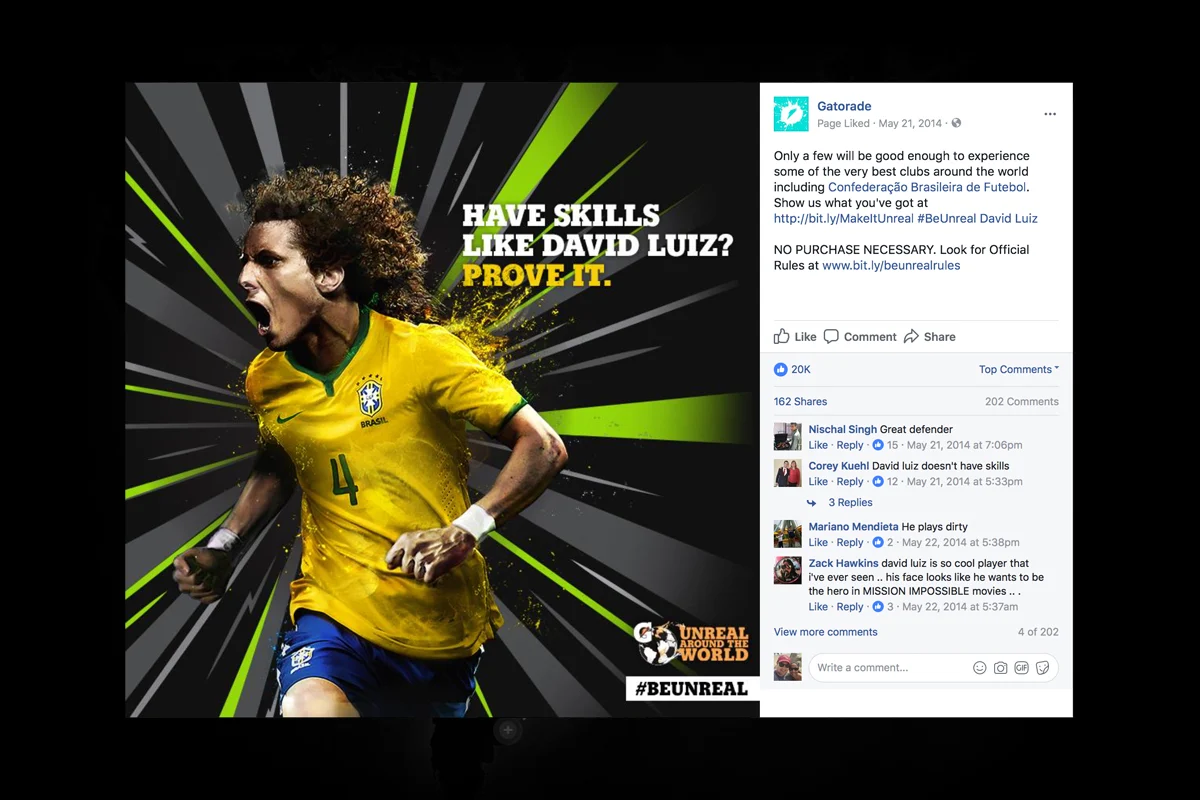 HAVE SKILLS
LIKE DAVID LUIZ?
PROVE IT.
BRASIL
4
G
UNREAL
AROUND THE
WORLD
#BEUNREAL
Gatorade
Page Liked · May 21, 2014 ·
Only a few will be good enough to experience
some of the very best clubs around the world
including Confederação Brasileira de Futebol.
Show us what you've got at
http://bit.ly/MakeItUnreal #BeUnreal David Luiz
NO PURCHASE NECESSARY. Look for Official
Rules at www.bit.ly/beunrealrules
Like Comment Share
20K Top Comments
162 Shares 202 Comments
Nischal Singh Great defender
Like · Reply · 15 · May 21, 2014 at 7:06pm
Corey Kuehl David luiz doesn't have skills
Like · Reply · 12 · May 21, 2014 at 5:33pm
3 Replies
Mariano Mendieta He plays dirty
Like · Reply · 2 · May 22, 2014 at 5:38pm
Zack Hawkins david luiz is so cool player that
i've ever seen .. his face looks like he wants to be
the hero in MISSION IMPOSSIBLE movies .. .
Like · Reply · 3 · May 22, 2014 at 5:37am
View more comments 4 of 202
Write a comment...
GIF